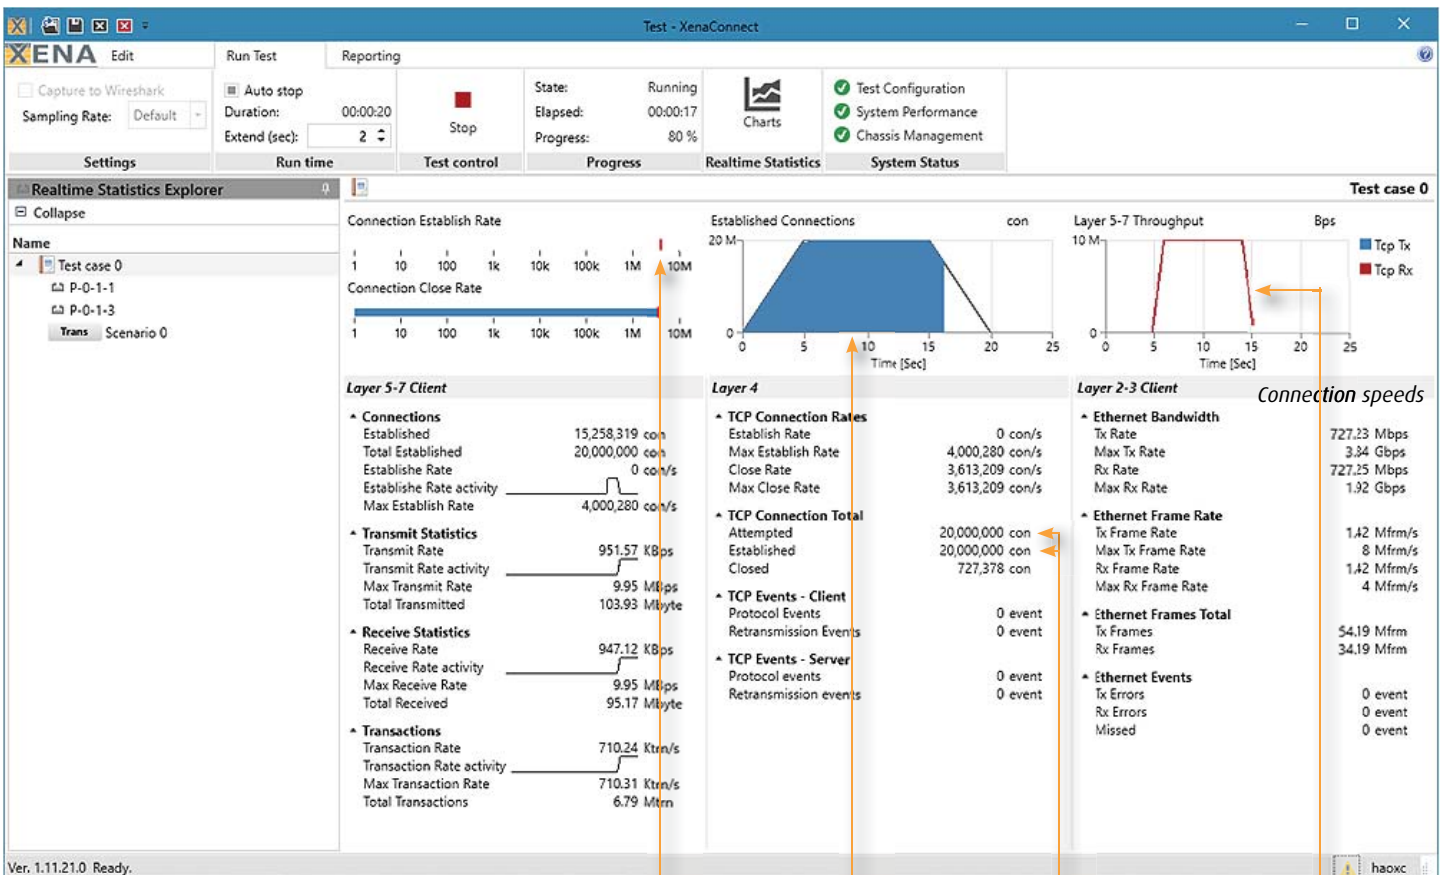 Test - XenaConnect
XENA Edit Run Test Reporting
Capture to Wireshark
Sampling Rate: Default
Settings
Auto stop
Duration: 00:00:20
Extend (sec): 2
Run time
Stop
Test control
State: Running
Elapsed: 00:00:17
Progress: 80 %
Progress
Charts
Realtime Statistics
Test Configuration
System Performance
Chassis Management
System Status
Realtime Statistics Explorer
Collapse
Name
Test case 0
P-0-1-1
P-0-1-3
Trans Scenario 0
Test case 0
Connection Establish Rate
1 10 100 1k 10k 100k 1M 10M
Connection Close Rate
1 10 100 1k 10k 100k 1M 10M
Established Connections con
20 M
0
0 5 10 15 20 25
Time [Sec]
Layer 5-7 Throughput Bps
10 M
0
0 5 10 15 20 25
Time [Sec]
Tcp Tx
Tcp Rx
Connection speeds
Layer 5-7 Client
Connections
Established 15,258,319 con
Total Established 20,000,000 con
Establishe Rate 0 con/s
Establishe Rate activity
Max Establish Rate 4,000,280 con/s
Transmit Statistics
Transmit Rate 951.57 KBps
Transmit Rate activity
Max Transmit Rate 9.95 MBps
Total Transmitted 103.93 Mbyte
Receive Statistics
Receive Rate 947.12 KBps
Receive Rate activity
Max Receive Rate 9.95 MBps
Total Received 95.17 Mbyte
Transactions
Transaction Rate 710.24 Ktrn/s
Transaction Rate activity
Max Transaction Rate 710.31 Ktrn/s
Total Transactions 6.79 Mtrn
Layer 4
TCP Connection Rates
Establish Rate 0 con/s
Max Establish Rate 4,000,280 con/s
Close Rate 3,613,209 con/s
Max Close Rate 3,613,209 con/s
TCP Connection Total
Attempted 20,000,000 con
Established 20,000,000 con
Closed 727,378 con
TCP Events - Client
Protocol Events 0 event
Retransmission Events 0 event
TCP Events - Server
Protocol events 0 event
Retransmission events 0 event
Layer 2-3 Client
Ethernet Bandwidth
Tx Rate 727.23 Mbps
Max Tx Rate 3.84 Gbps
Rx Rate 727.25 Mbps
Max Rx Rate 1.92 Gbps
Ethernet Frame Rate
Tx Frame Rate 1.42 Mfrm/s
Max Tx Frame Rate 8 Mfrm/s
Rx Frame Rate 1.42 Mfrm/s
Max Rx Frame Rate 4 Mfrm/s
Ethernet Frames Total
Tx Frames 54.19 Mfrm
Rx Frames 34.19 Mfrm
Ethernet Events
Tx Errors 0 event
Rx Errors 0 event
Missed 0 event
Ver. 1.11.21.0 Ready.
haoxc